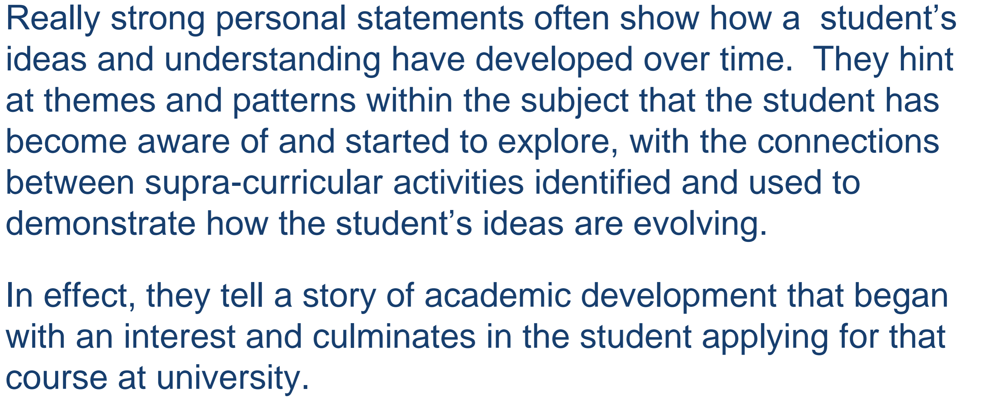 Really strong personal statements often show how a  student’s
ideas and understanding have developed over time.  They hint
at themes and patterns within the subject that the student has
become aware of and started to explore, with the connections
between supra-curricular activities identified and used to
demonstrate how the student’s ideas are evolving.
In effect, they tell a story of academic development that began
with an interest and culminates in the student applying for that
course at university.